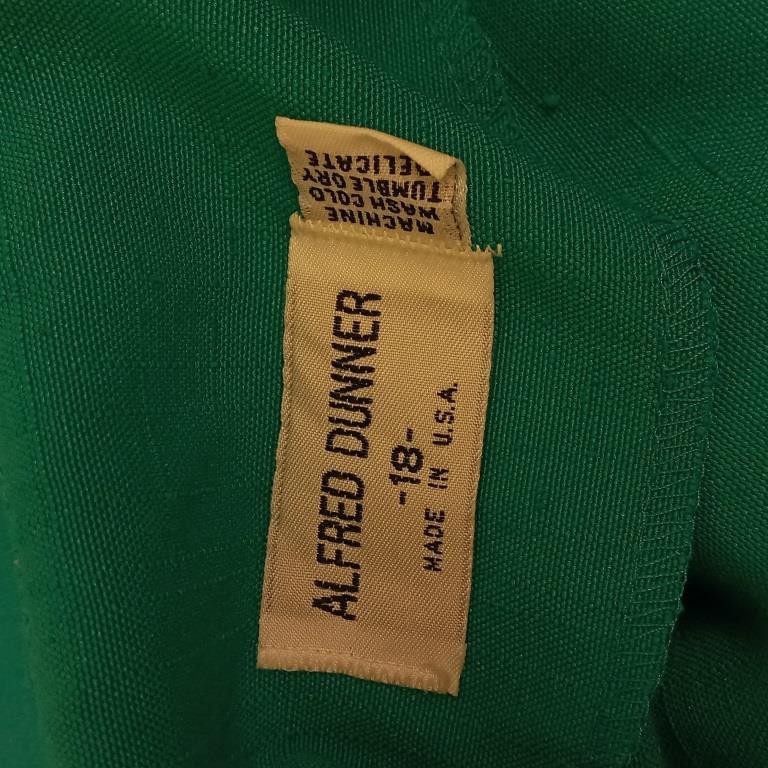 ALFRED DUNNER
-18-
MADE IN U.S.A.
MACHINE
WASH COLD
TUMBLE DRY
DELICATE